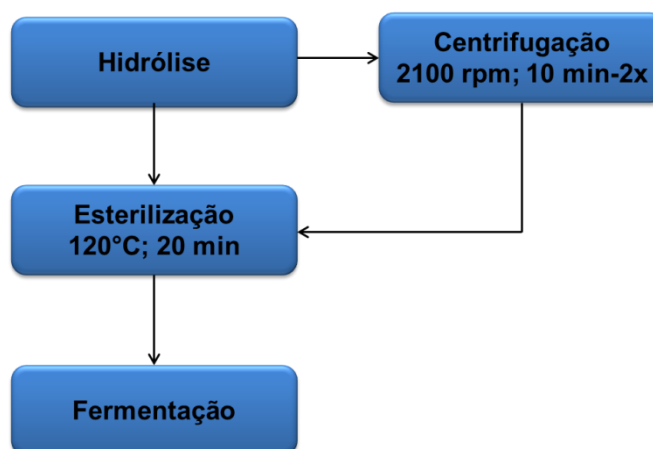 Hidrólise
Centrifugação
2100 rpm; 10 min-2x
Esterilização
120°C; 20 min
Fermentação